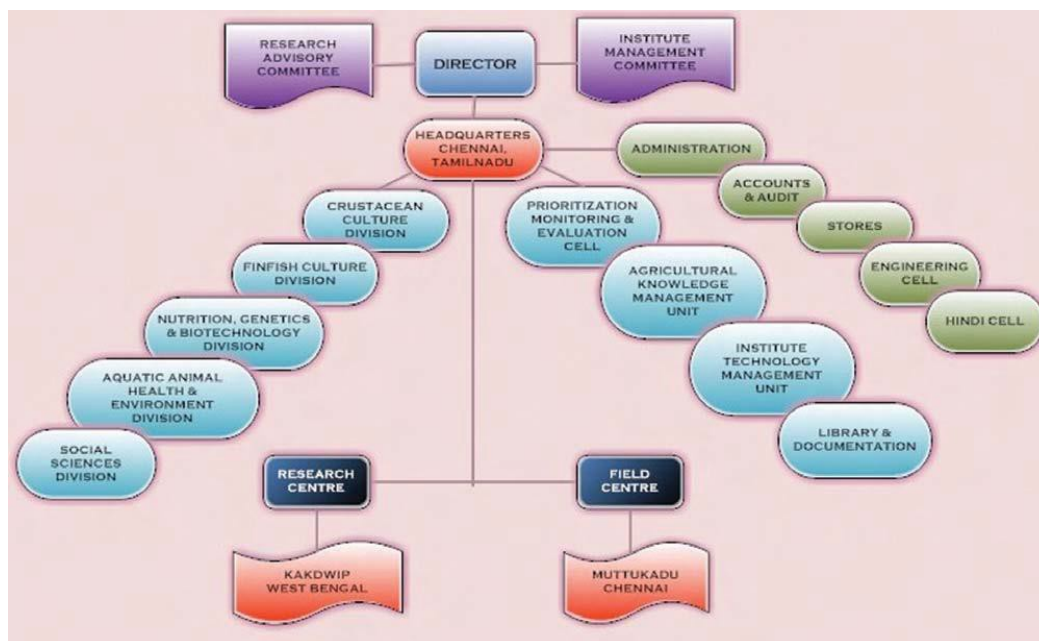 RESEARCH
ADVISORY
COMMITTEE
DIRECTOR
INSTITUTE
MANAGEMENT
COMMITTEE
HEADQUARTERS
CHENNAI,
TAMILNADU
ADMINISTRATION
ACCOUNTS
& AUDIT
STORES
ENGINEERING
CELL
HINDI CELL
CRUSTACEAN
CULTURE
DIVISION
FINFISH CULTURE
DIVISION
NUTRITION, GENETICS
& BIOTECHNOLOGY
DIVISION
AQUATIC ANIMAL
HEALTH &
ENVIRONMENT
DIVISION
SOCIAL
SCIENCES
DIVISION
PRIORITIZATION
MONITORING &
EVALUATION
CELL
AGRICULTURAL
KNOWLEDGE
MANAGEMENT
UNIT
INSTITUTE
TECHNOLOGY
MANAGEMENT
UNIT
LIBRARY &
DOCUMENTATION
RESEARCH
CENTRE
FIELD
CENTRE
KAKDWIP
WEST BENGAL
MUTTUKADU
CHENNAI